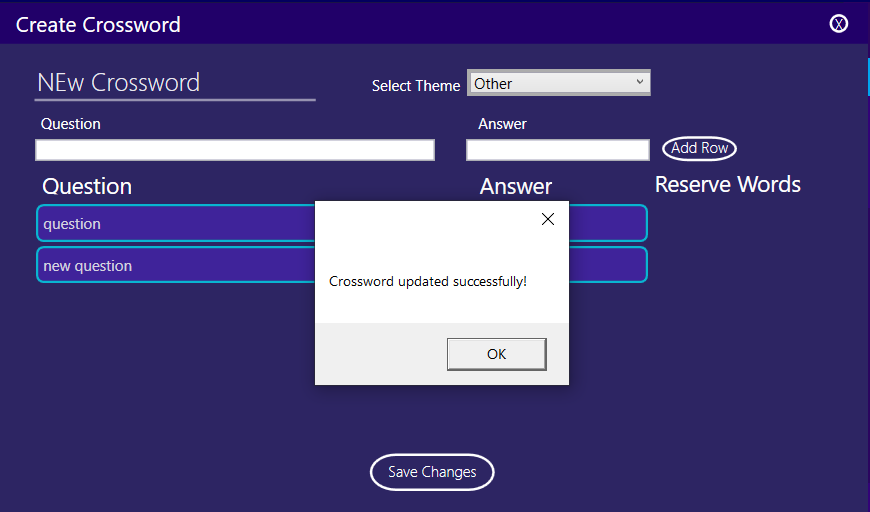 Create Crossword
X
NEw Crossword
Select Theme Other
Question Answer
Add Row
Question Answer Reserve Words
question
new question
Crossword updated successfully!
OK
Save Changes